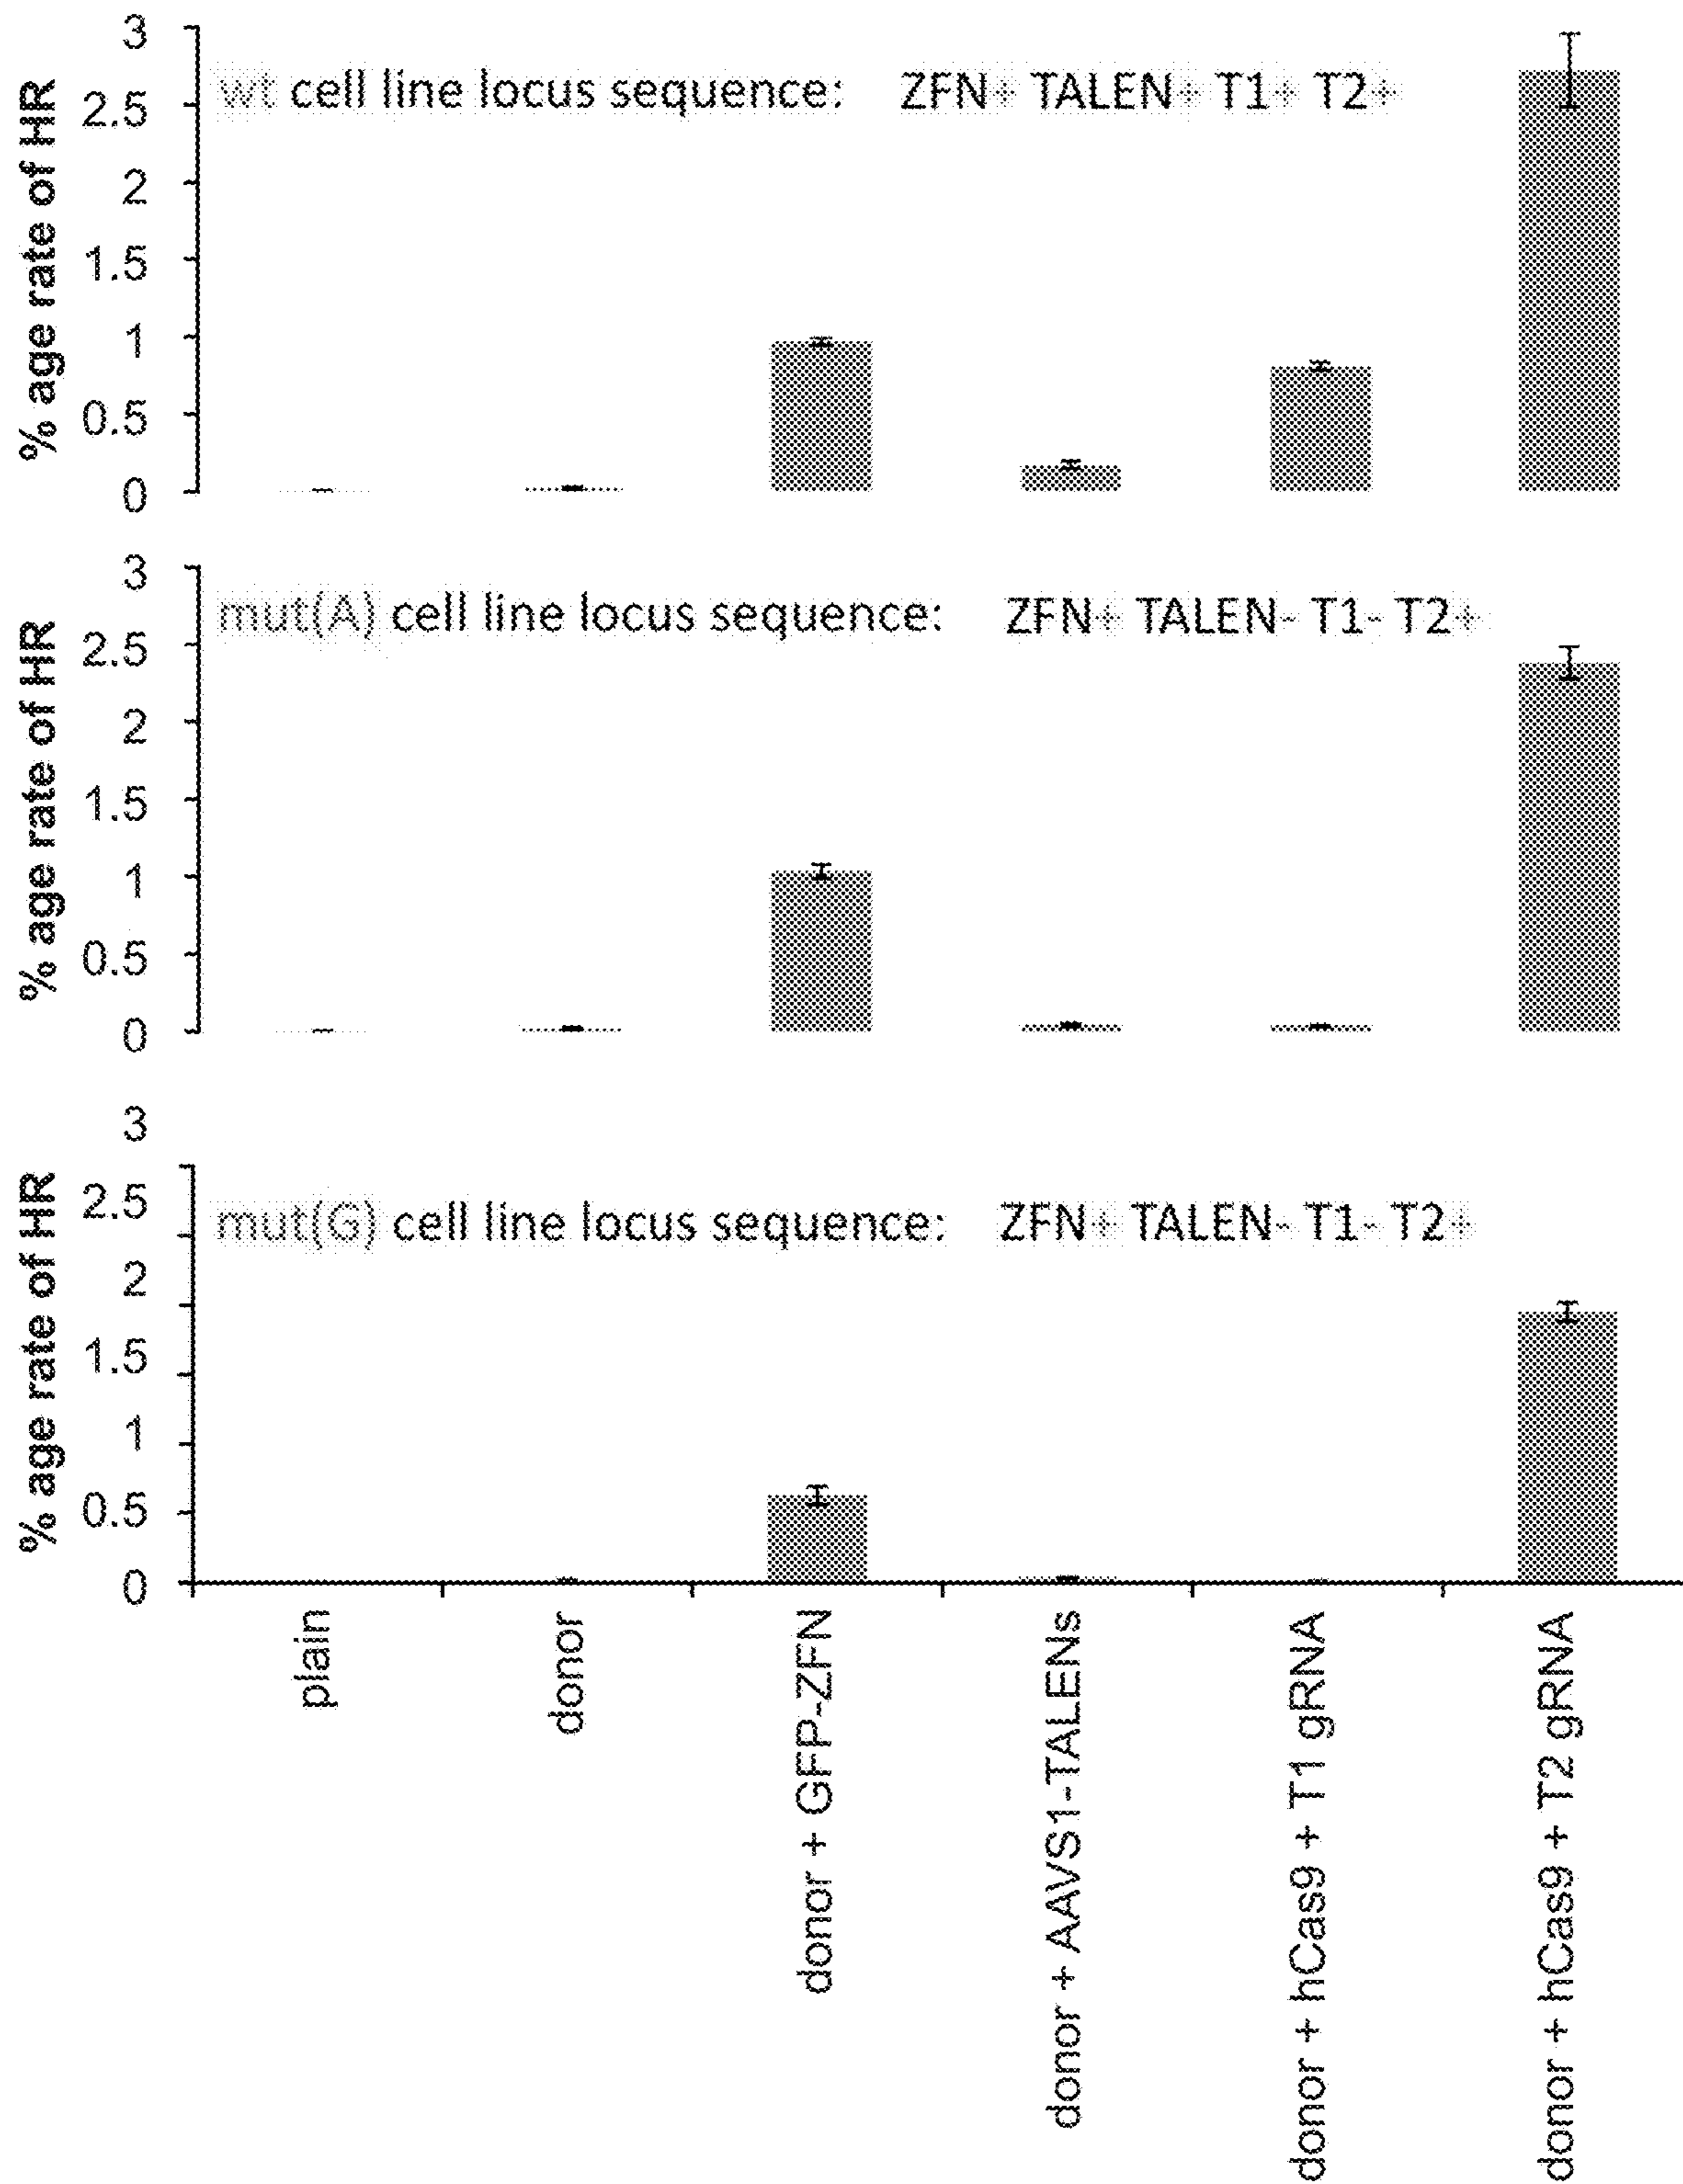 % age rate of HR
3
2.5
2
1.5
1
0.5
0
wt cell line locus sequence: ZFN+ TALEN+ T1+ T2+
% age rate of HR
3
2.5
2
1.5
1
0.5
0
mut(A) cell line locus sequence: ZFN+ TALEN- T1- T2+
% age rate of HR
3
2.5
2
1.5
1
0.5
0
mut(G) cell line locus sequence: ZFN+ TALEN- T1- T2+
plain
donor
donor + GFP-ZFN
donor + AAVS1-TALENs
donor + hCas9 + T1 gRNA
donor + hCas9 + T2 gRNA